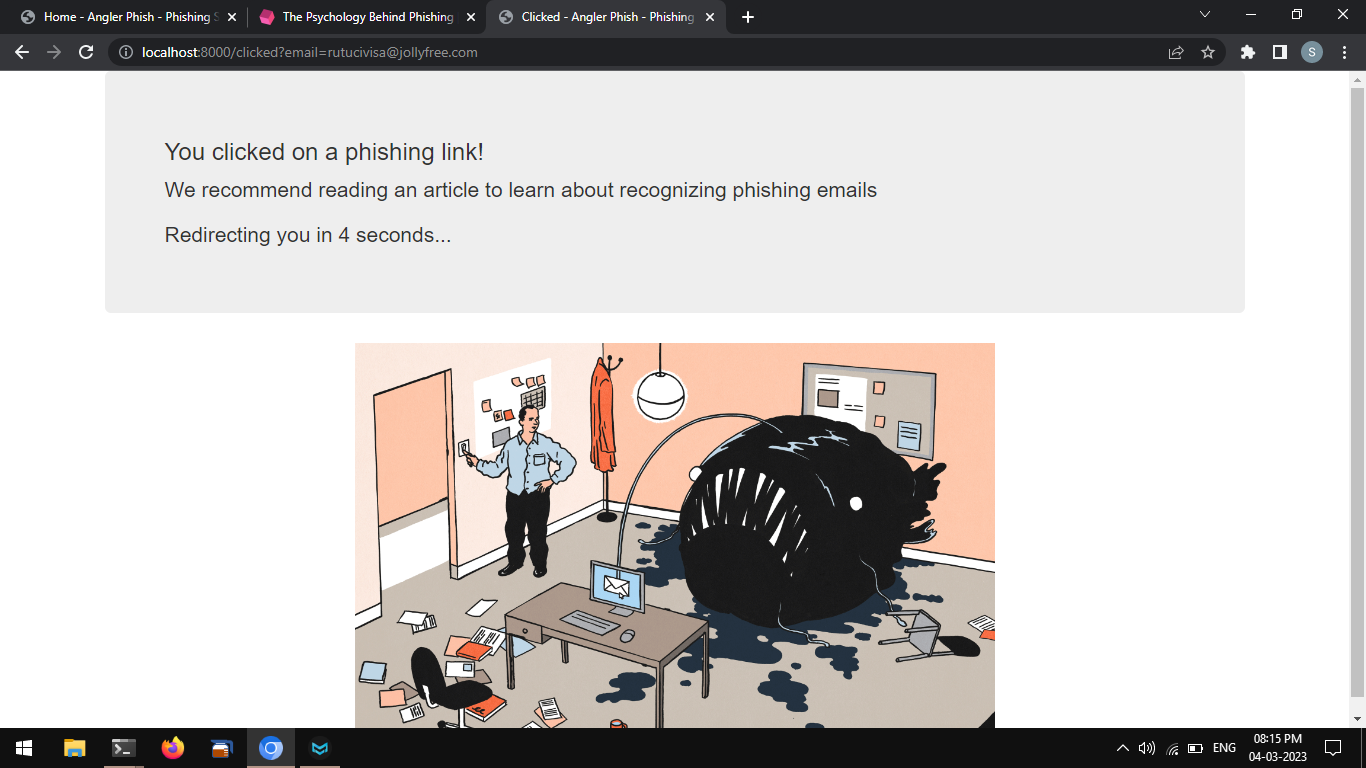 Home - Angler Phish - Phishing S
The Psychology Behind Phishing
Clicked - Angler Phish - Phishing
localhost:8000/clicked?email=rutucivisa@jollyfree.com
S
You clicked on a phishing link!
We recommend reading an article to learn about recognizing phishing emails
Redirecting you in 4 seconds...
ENG
08:15 PM
04-03-2023